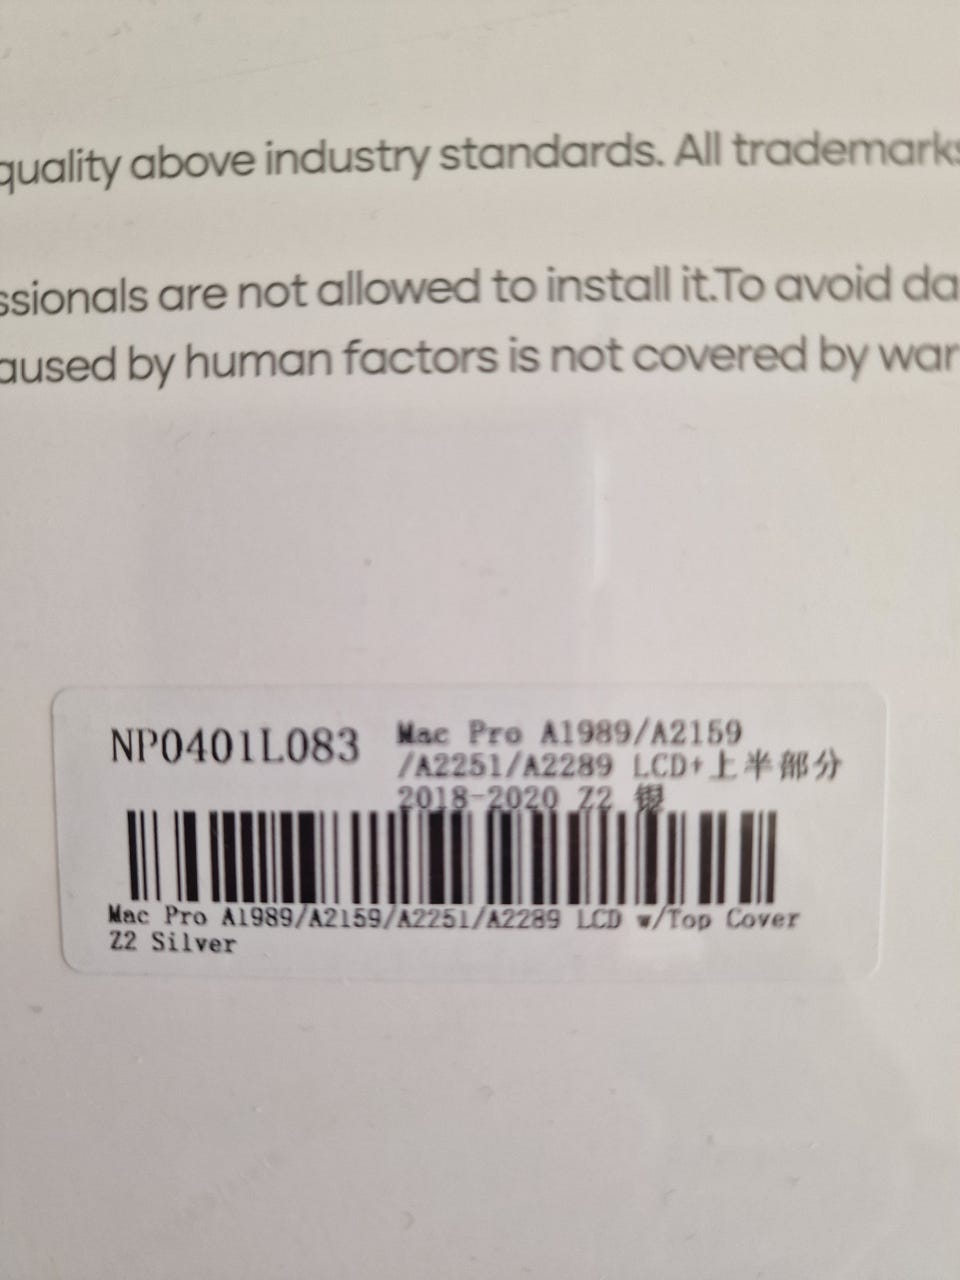 quality above industry standards. All trademarks
ssionals are not allowed to install it.To avoid da
aused by human factors is not covered by war
NP0401L083
Mac Pro A1989/A2159
/A2251/A2289 LCD+上半部分
2018-2020 Z2 银
Mac Pro A1989/A2159/A2251/A2289 LCD w/Top Cover
Z2 Silver